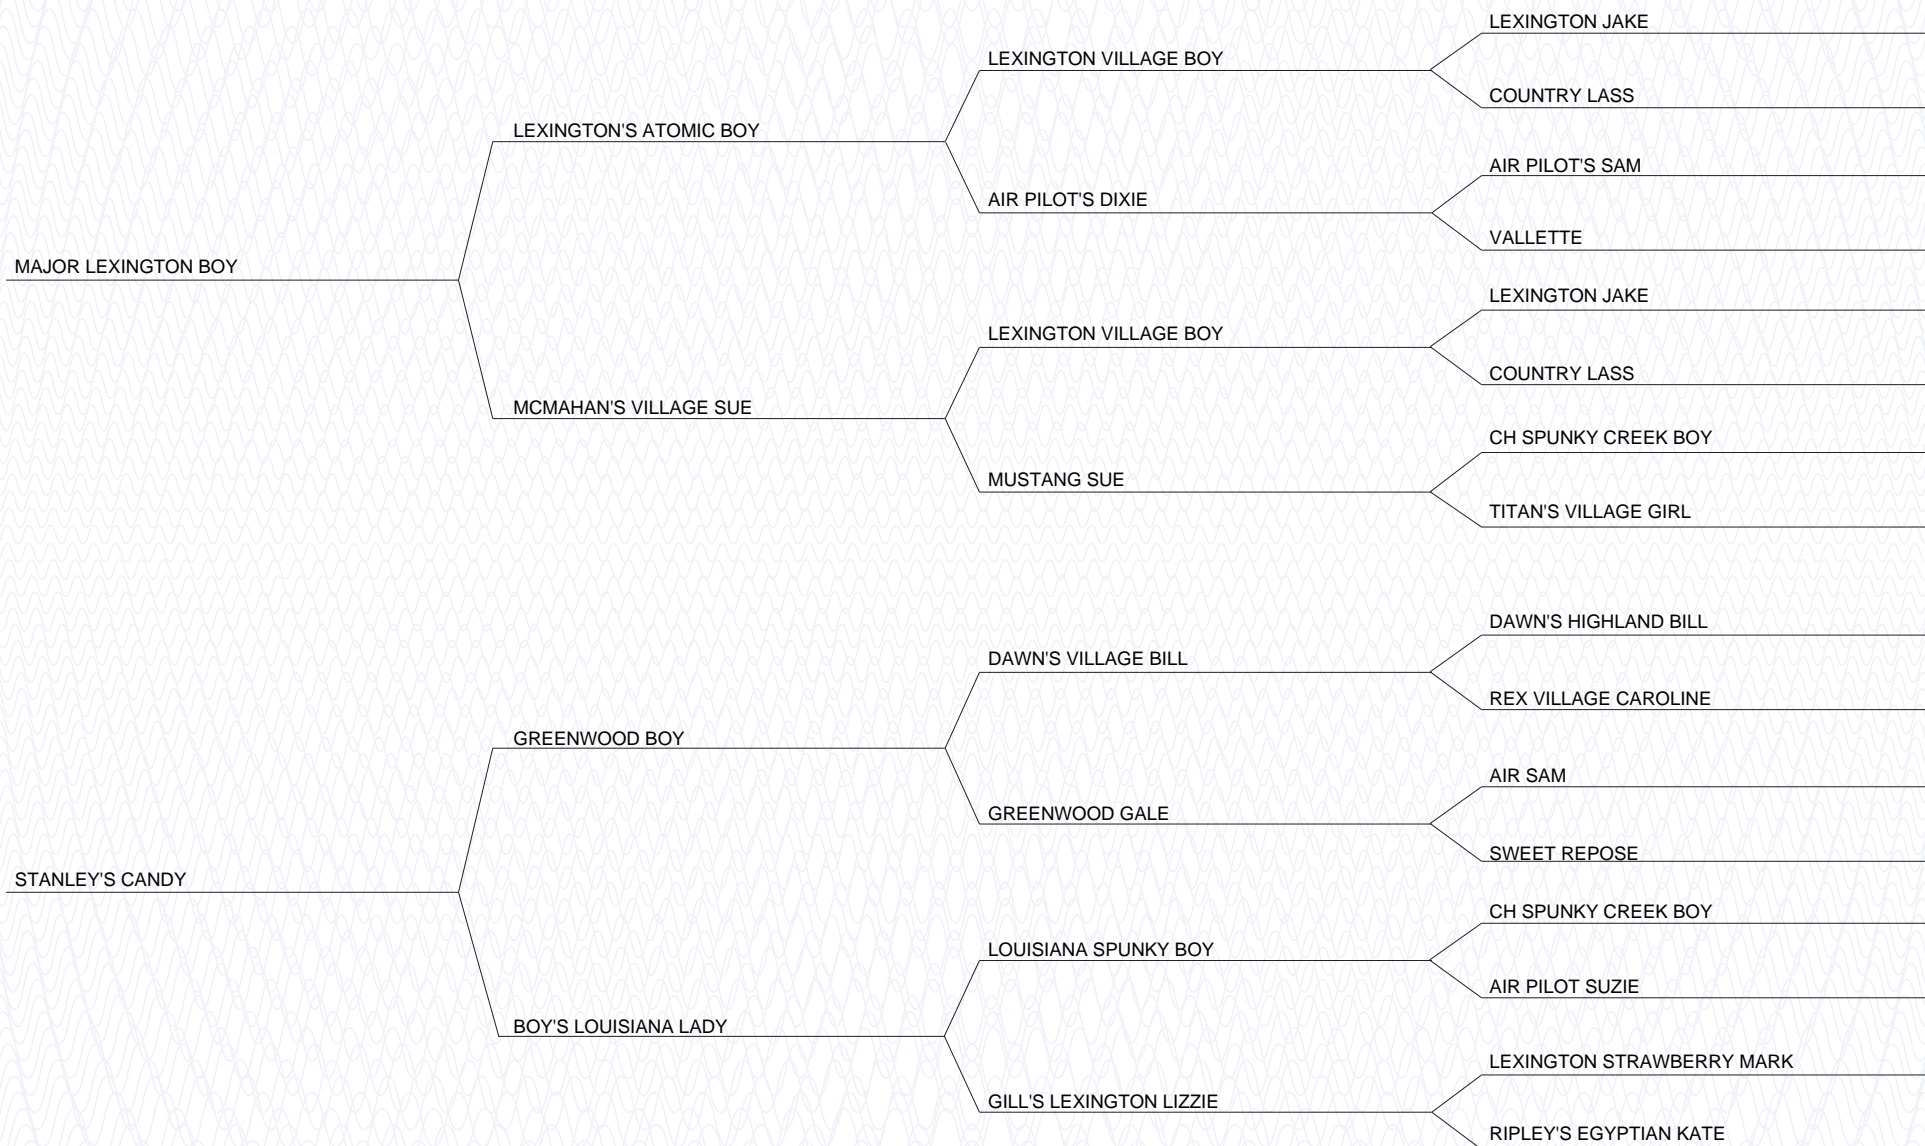 LEXINGTON JAKE
LEXINGTON VILLAGE BOY
COUNTRY LASS
LEXINGTON'S ATOMIC BOY
AIR PILOT'S SAM
AIR PILOT'S DIXIE
VALLETTE
MAJOR LEXINGTON BOY
LEXINGTON JAKE
LEXINGTON VILLAGE BOY
COUNTRY LASS
MCMAHAN'S VILLAGE SUE
CH SPUNKY CREEK BOY
MUSTANG SUE
TITAN'S VILLAGE GIRL
DAWN'S HIGHLAND BILL
DAWN'S VILLAGE BILL
REX VILLAGE CAROLINE
GREENWOOD BOY
AIR SAM
GREENWOOD GALE
SWEET REPOSE
STANLEY'S CANDY
CH SPUNKY CREEK BOY
LOUISIANA SPUNKY BOY
AIR PILOT SUZIE
BOY'S LOUISIANA LADY
LEXINGTON STRAWBERRY MARK
GILL'S LEXINGTON LIZZIE
RIPLEY'S EGYPTIAN KATE